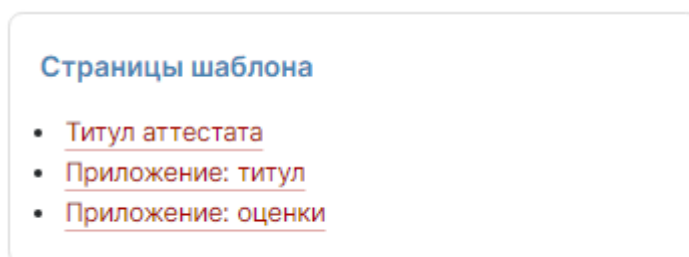 Страницы шаблона
Титул аттестата
Приложение: титул
Приложение: оценки